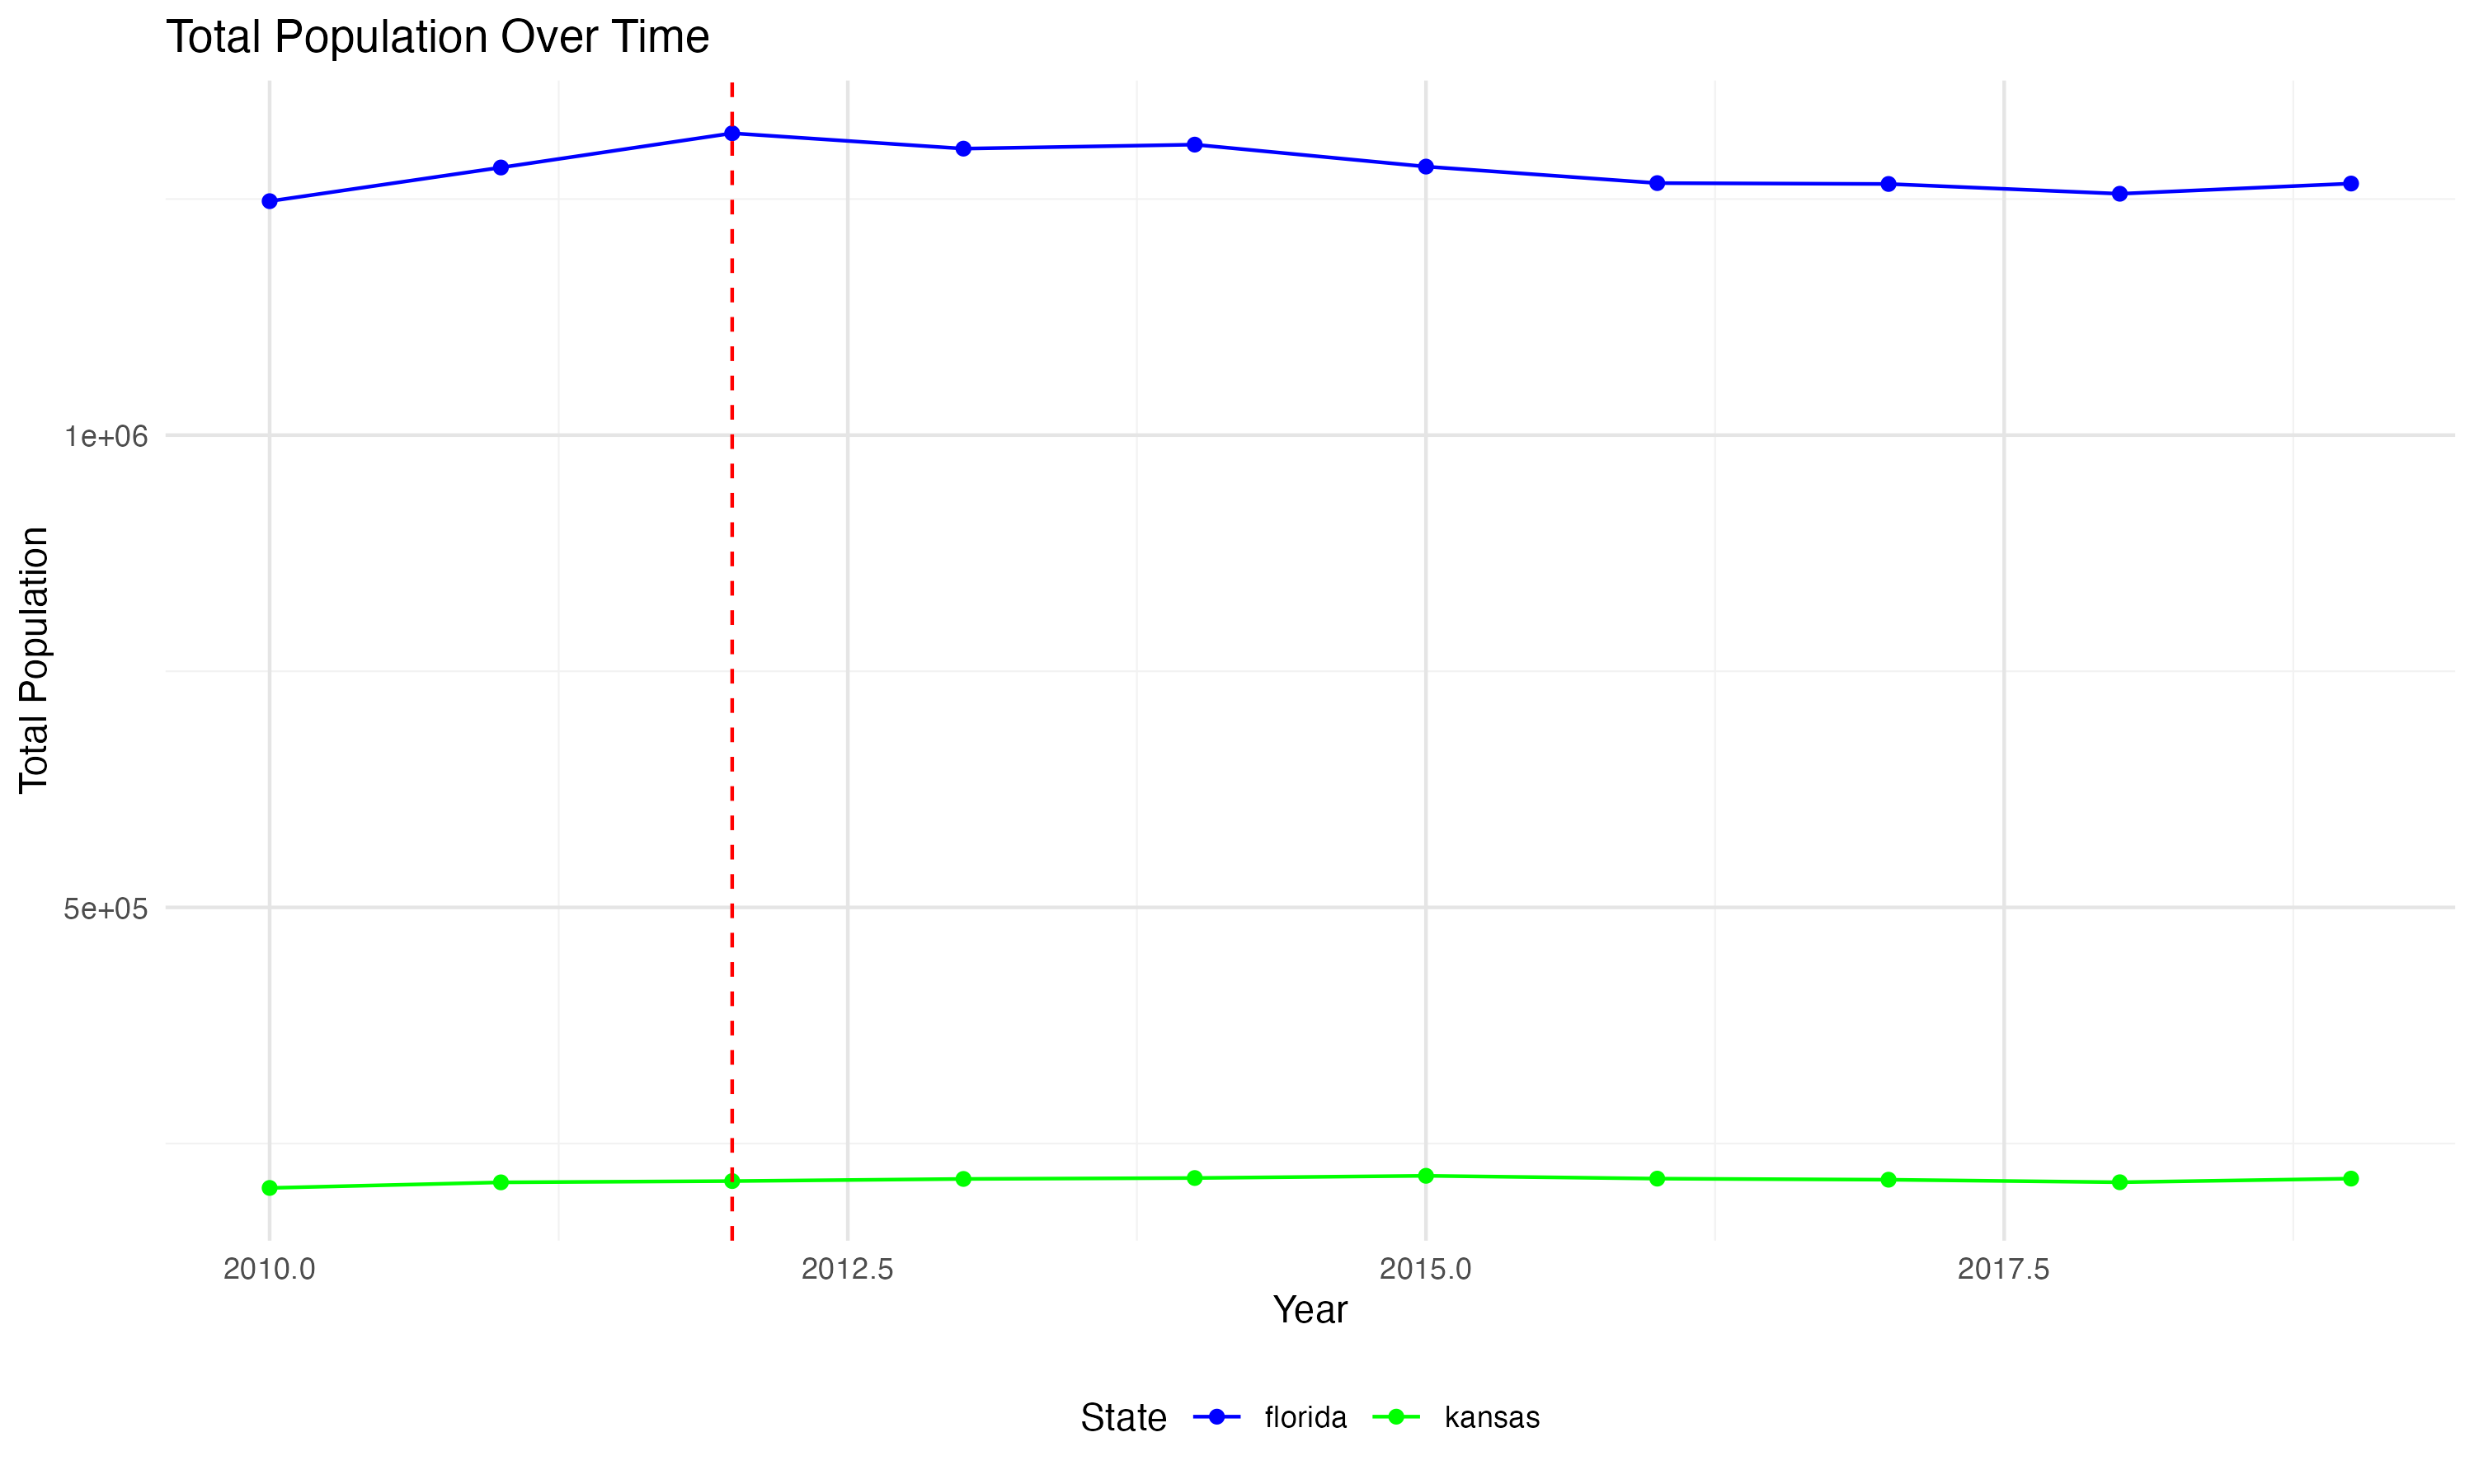 Total Population Over Time
Total Population
1e+06
5e+05
2010.0 2012.5 2015.0 2017.5
Year
State florida kansas